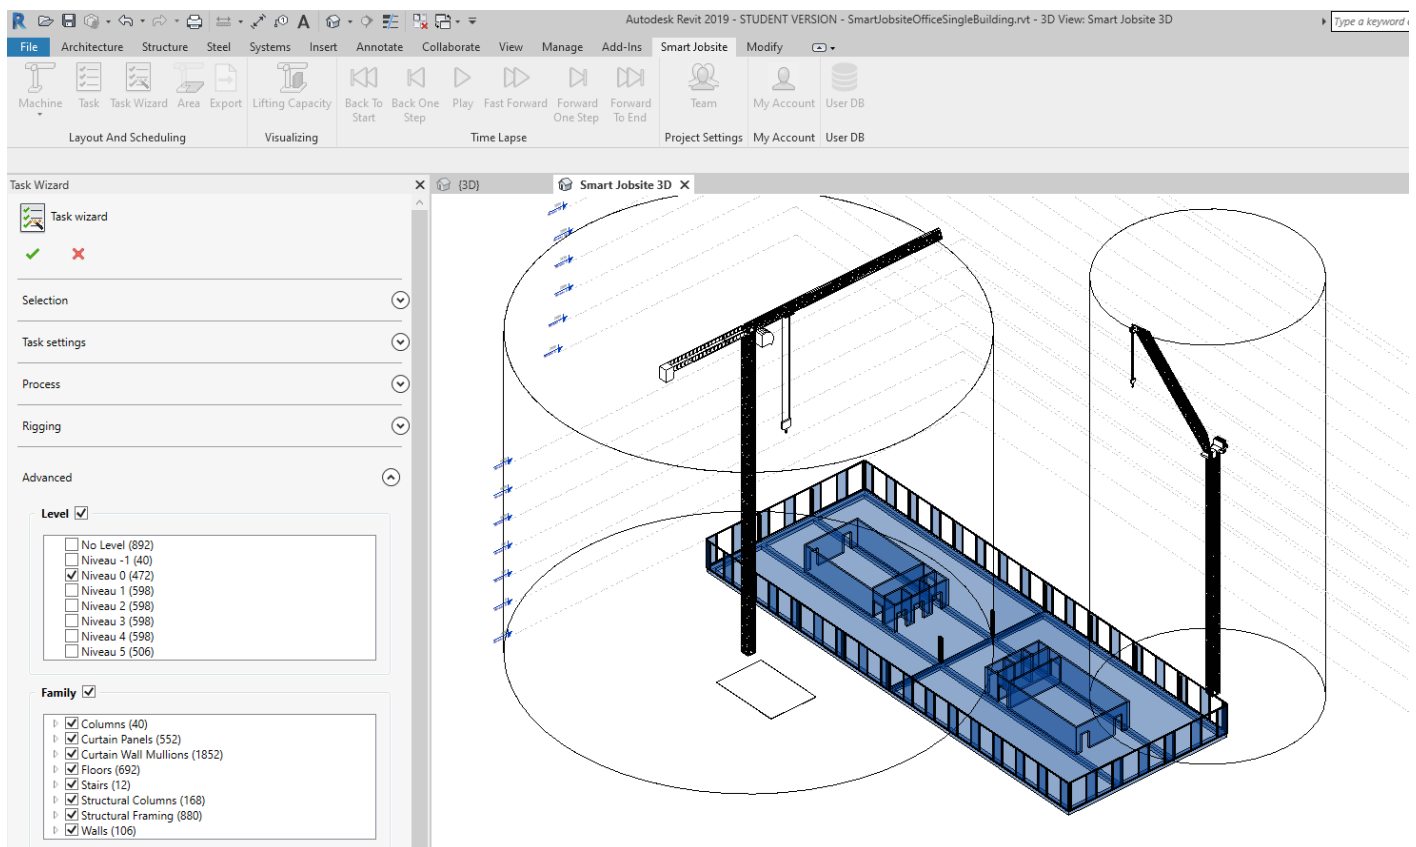 Autodesk Revit 2019 - STUDENT VERSION - SmartJobsiteOfficeSingleBuilding.rvt - 3D View: Smart Jobsite 3D
Type a keyword
File Architecture Structure Steel Systems Insert Annotate Collaborate View Manage Add-Ins Smart Jobsite Modify
Machine Task Task Wizard Area Export Lifting Capacity Back To Start Back One Step Play Fast Forward Forward One Step Forward To End Team My Account User DB
Layout And Scheduling Visualizing Time Lapse Project Settings My Account User DB
Task Wizard
{3D} Smart Jobsite 3D
Task wizard
Selection
Task settings
Process
Rigging
Advanced
Level
No Level (892)
Niveau -1 (40)
Niveau 0 (472)
Niveau 1 (598)
Niveau 2 (598)
Niveau 3 (598)
Niveau 4 (598)
Niveau 5 (506)
Family
Columns (40)
Curtain Panels (552)
Curtain Wall Mullions (1852)
Floors (692)
Stairs (12)
Structural Columns (168)
Structural Framing (880)
Walls (106)